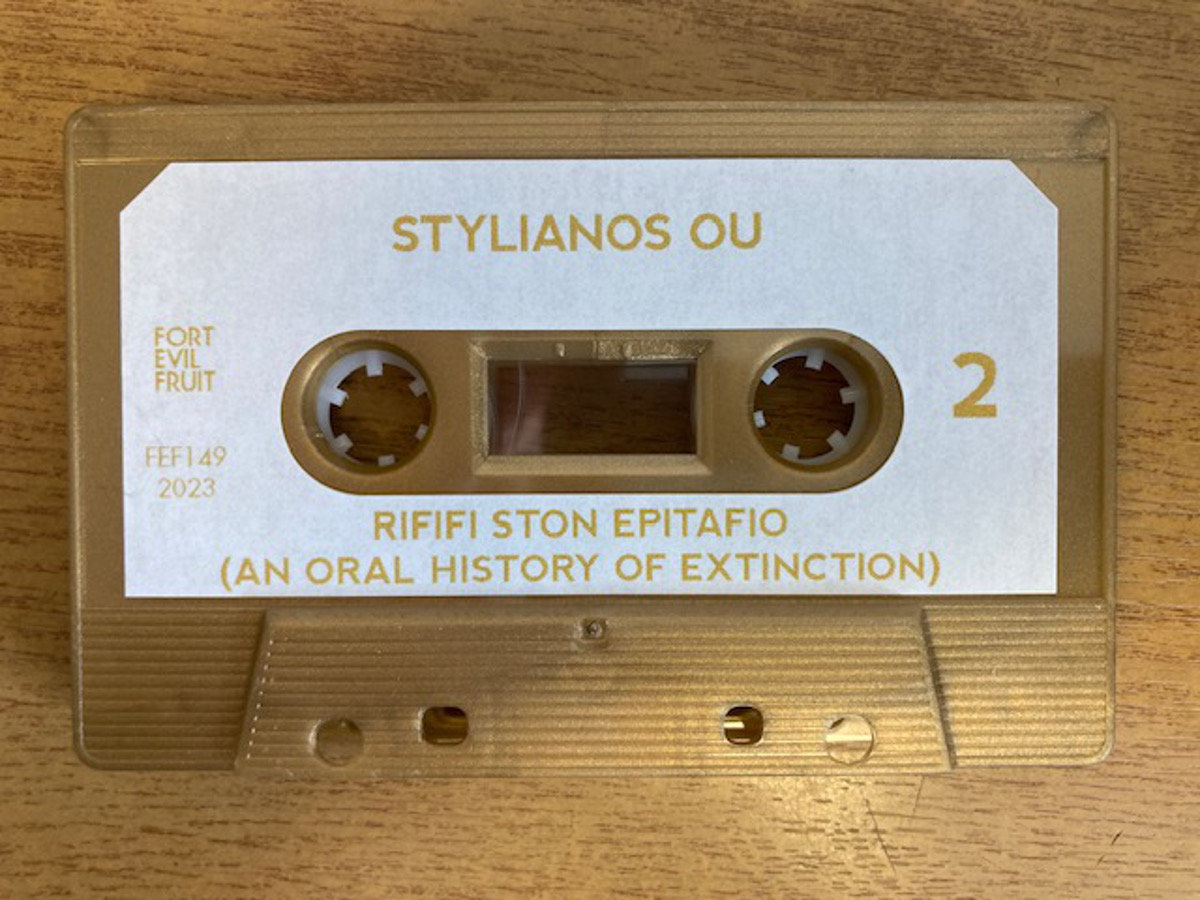 STYLIANOS OU
FORT
EVIL
FRUIT
2
FEF149
2023
RIFIFI STON EPITAFIO
(AN ORAL HISTORY OF EXTINCTION)